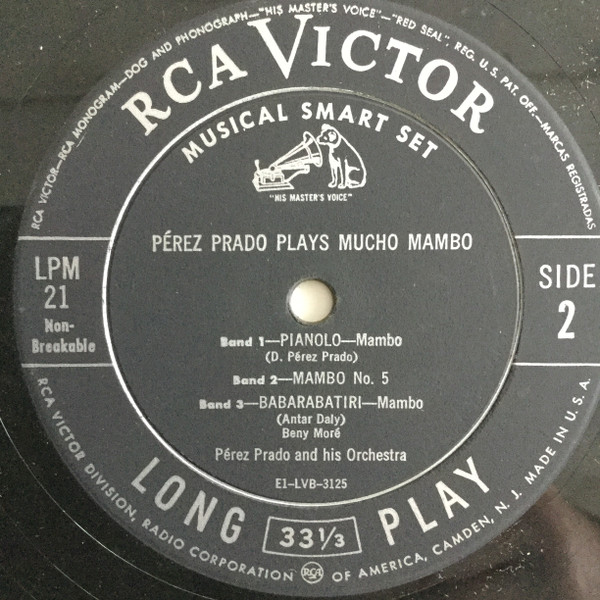 RCA VICTOR—RCA MONOGRAM—DOG AND PHONOGRAPH—"HIS MASTER'S VOICE"—"RED SEAL", REG. U. S. PAT. OFF.—MARCAS REGISTRADAS
RCA VICTOR
MUSICAL SMART SET
"HIS MASTER'S VOICE"
PÉREZ PRADO PLAYS MUCHO MAMBO
LPM
21
Non-
Breakable
SIDE
2
Band 1—PIANOLO—Mambo
(D. Pérez Prado)
Band 2—MAMBO No. 5
Band 3—BABARABATIRI—Mambo
(Antar Daly)
Beny Moré
Pérez Prado and his Orchestra
E1-LVB-3125
LONG 33⅓ PLAY
RCA VICTOR DIVISION, RADIO CORPORATION RCA OF AMERICA, CAMDEN, N. J. MADE IN U. S. A.